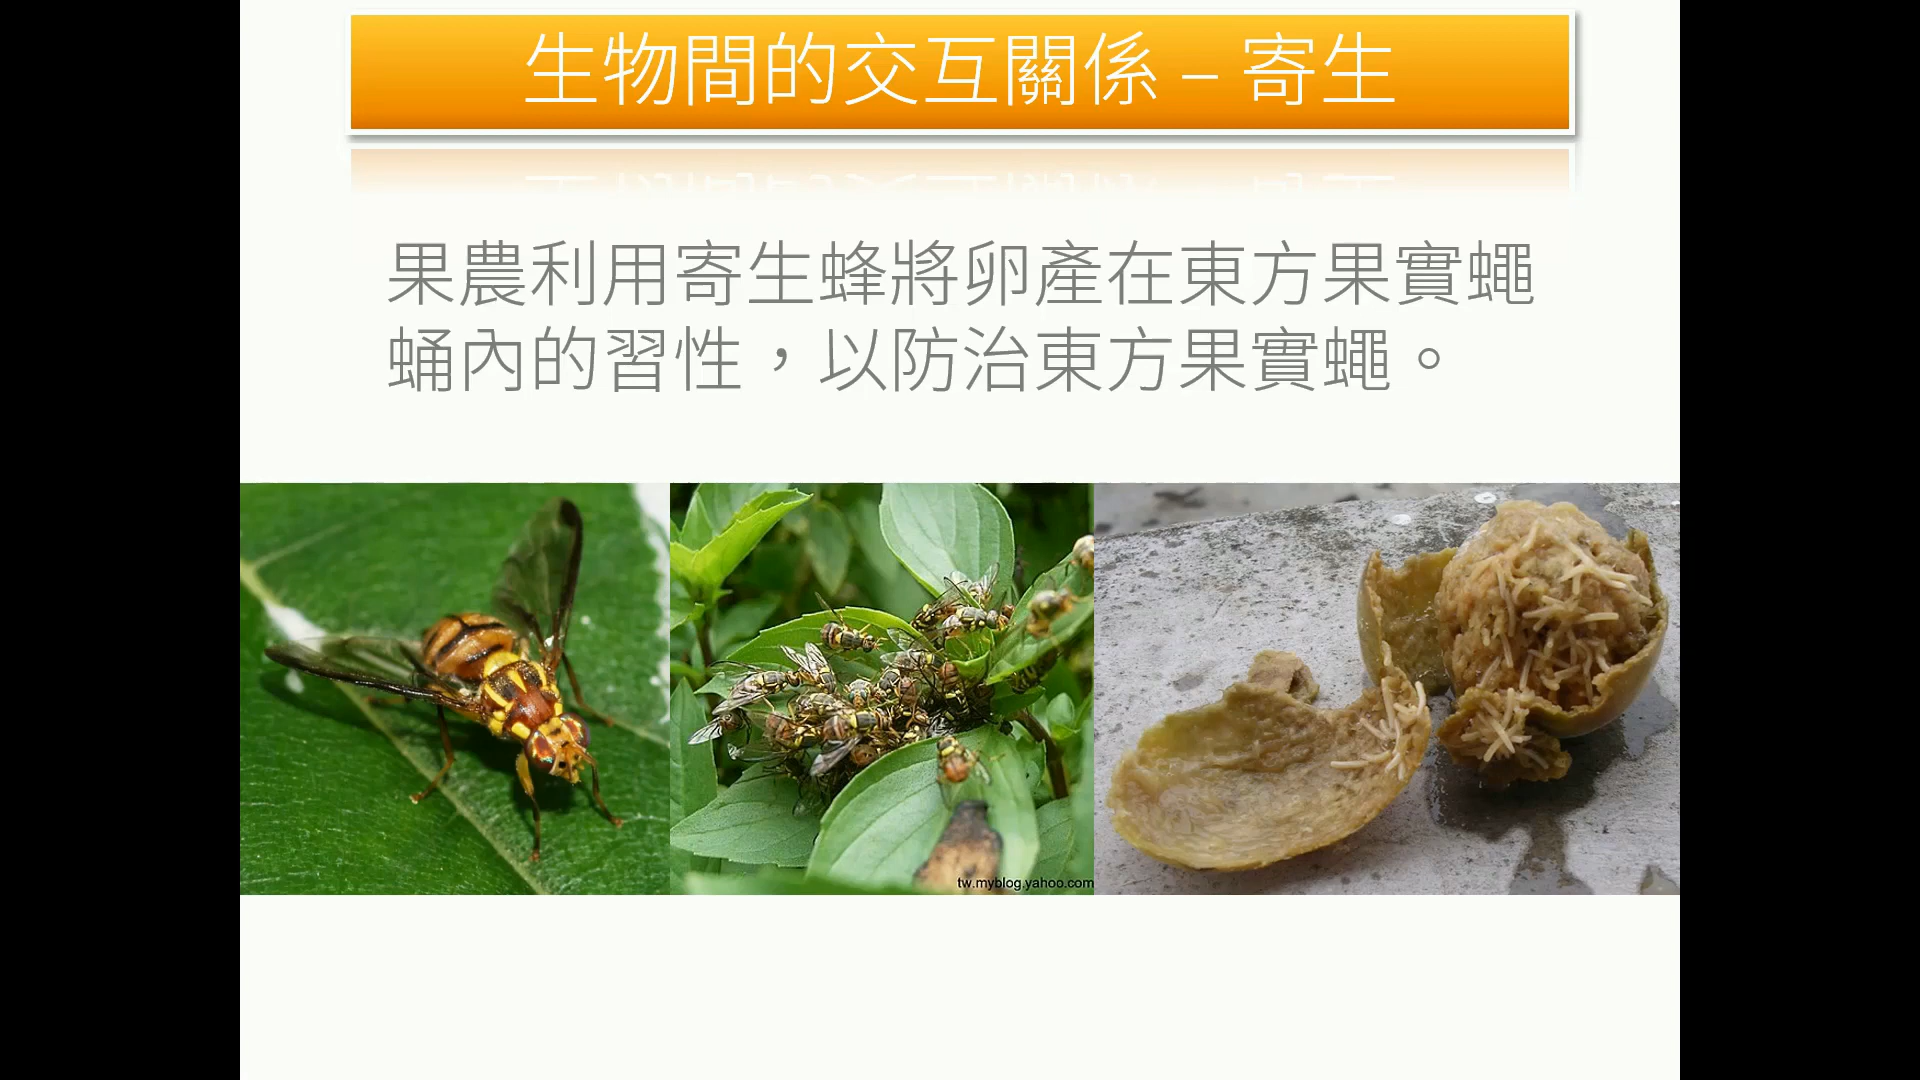 生物間的交互關係 – 寄生
果農利用寄生蜂將卵產在東方果實蠅
蛹內的習性，以防治東方果實蠅。
tw.myblog.yahoo.com